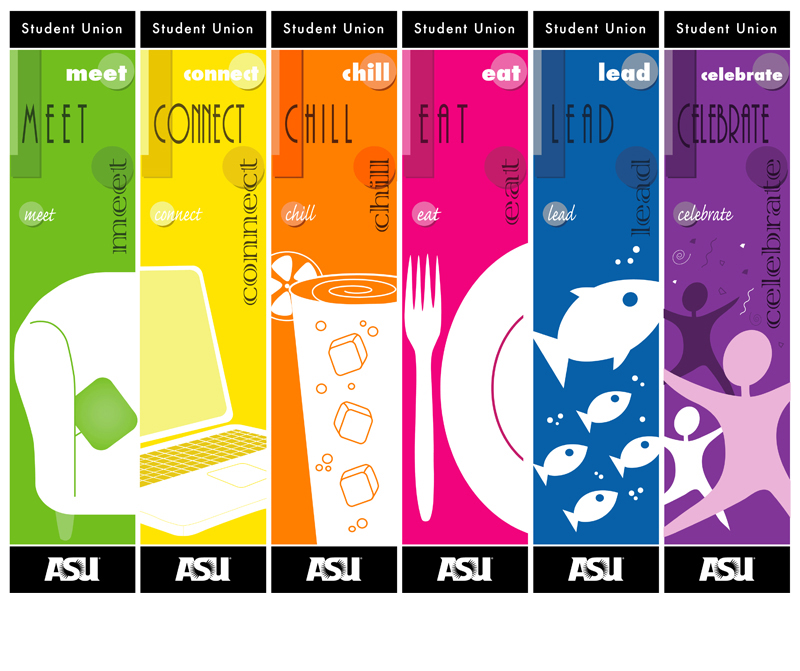 Student Union
meet
MEET
meet
meet
ASU
Student Union
connect
CONNECT
connect
connect
ASU
Student Union
chill
CHILL
chill
chill
ASU
Student Union
eat
EAT
eat
eat
ASU
Student Union
lead
LEAD
lead
lead
ASU
Student Union
celebrate
CELEBRATE
celebrate
celebrate
ASU